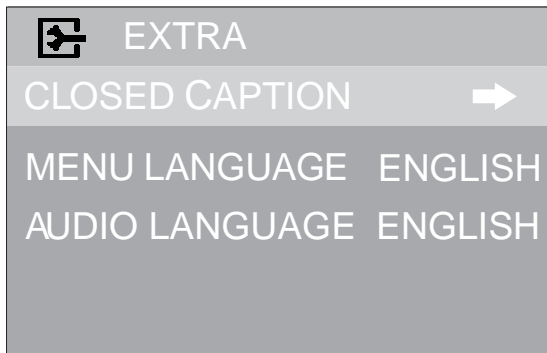 EXTRA
CLOSED CAPTION
MENU LANGUAGE ENGLISH
AUDIO LANGUAGE ENGLISH